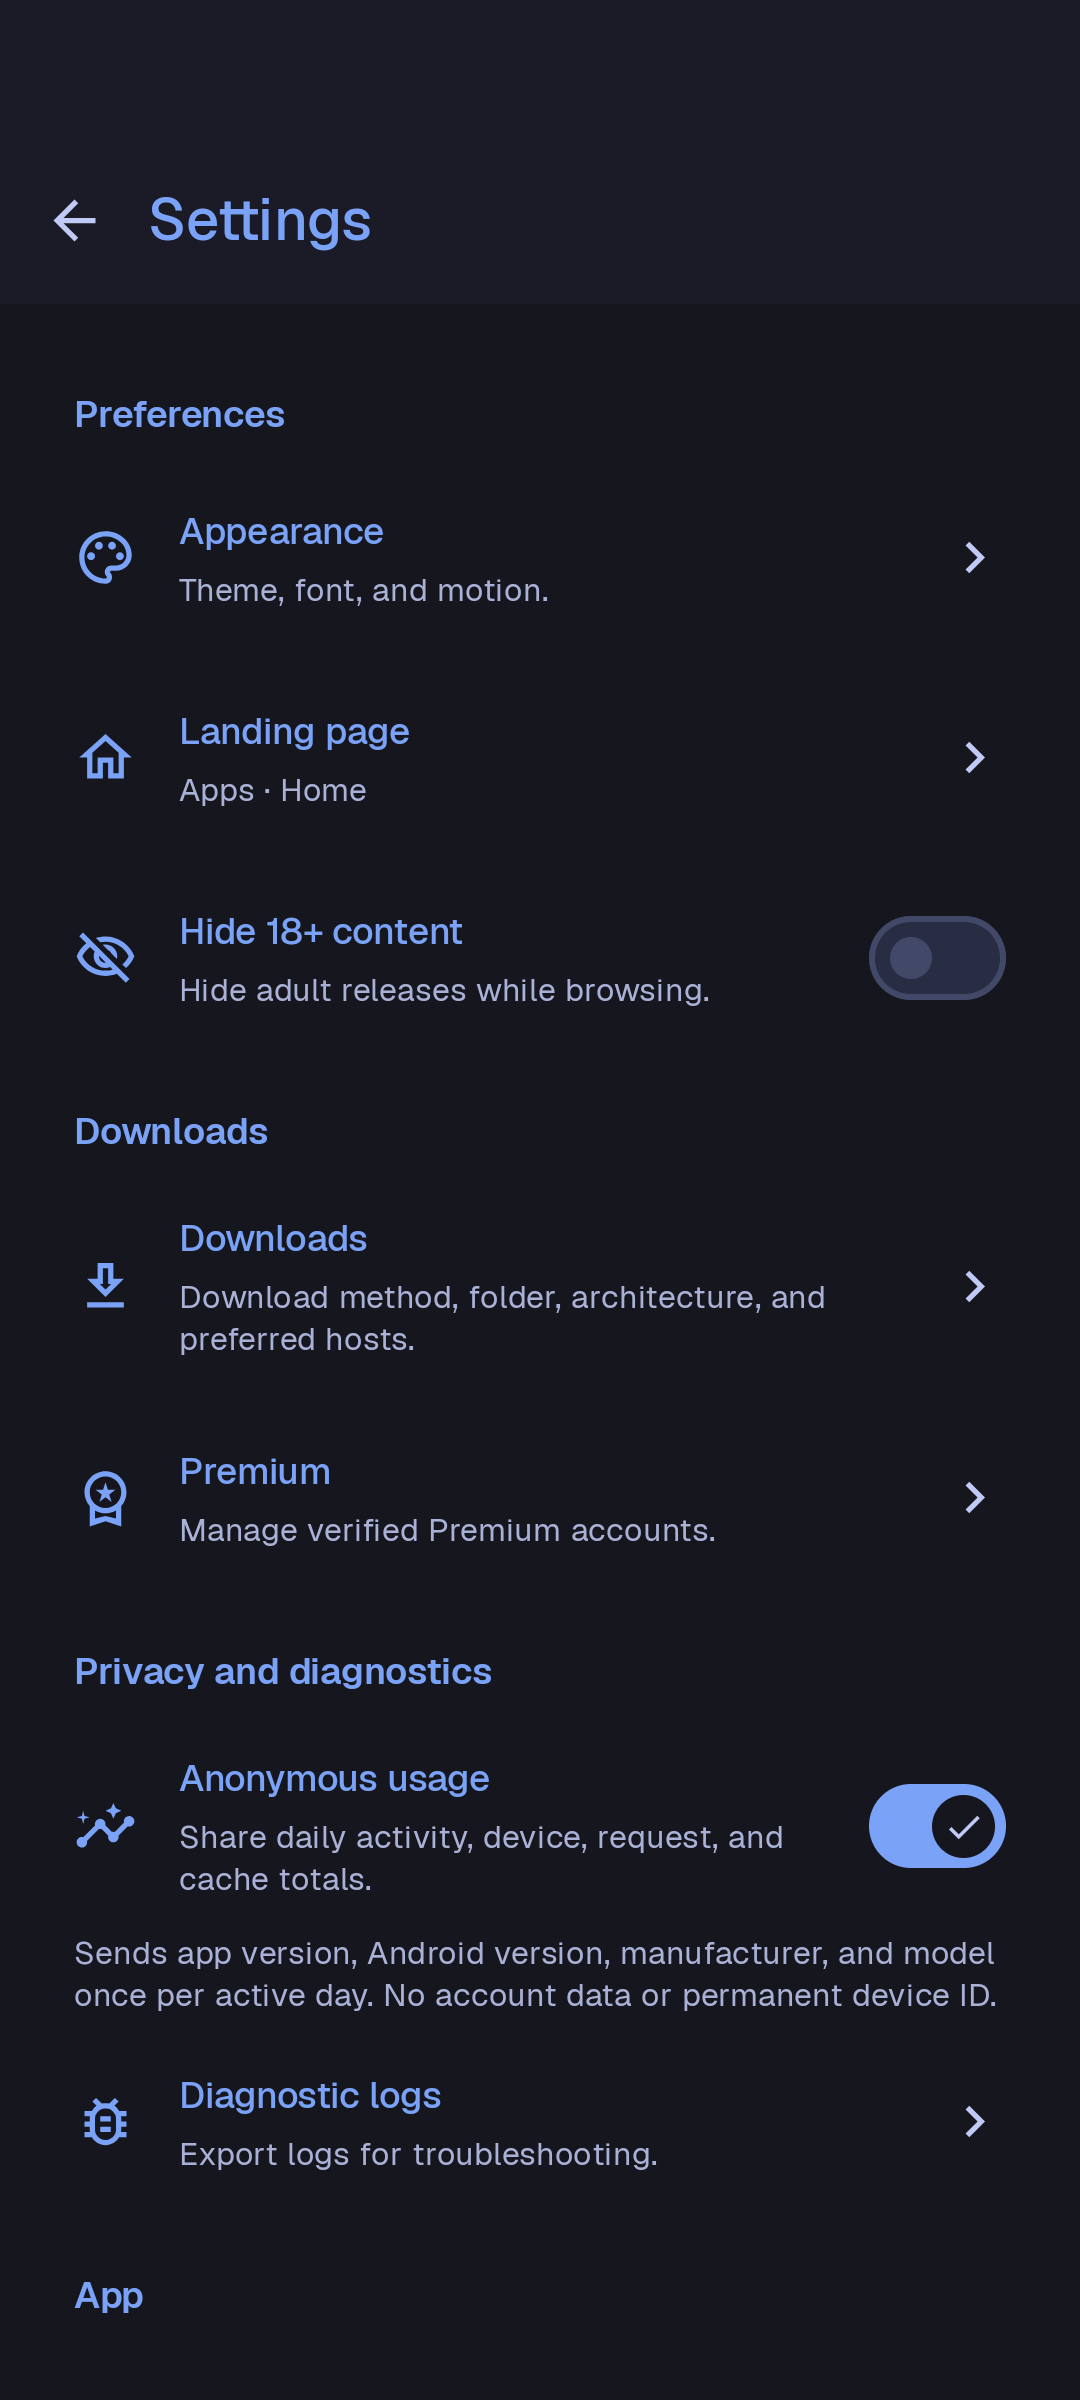 Settings
Preferences
Appearance
Theme, font, and motion.
Landing page
Apps · Home
Hide 18+ content
Hide adult releases while browsing.
Downloads
Downloads
Download method, folder, architecture, and
preferred hosts.
Premium
Manage verified Premium accounts.
Privacy and diagnostics
Anonymous usage
Share daily activity, device, request, and
cache totals.
Sends app version, Android version, manufacturer, and model
once per active day. No account data or permanent device ID.
Diagnostic logs
Export logs for troubleshooting.
App